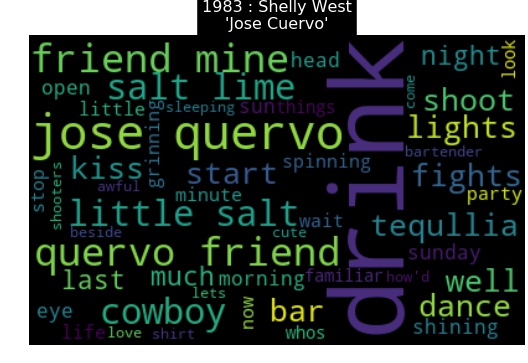 1983 : Shelly West
'Jose Cuervo'
friend mine
head
night
look
open
salt lime
come
little
sleeping
sunthings
shoot
jose quervo
grinning
drink
lights
bartender
kiss
start
spinning
fights
stop
shooters
awful
minute
party
little salt
wait
tequllia
beside
cute
quervo friend
sunday
last
much
morning
familiar
how'd
well
lets
eye
cowboy
now
bar
dance
life
love
shirt
whos
shining